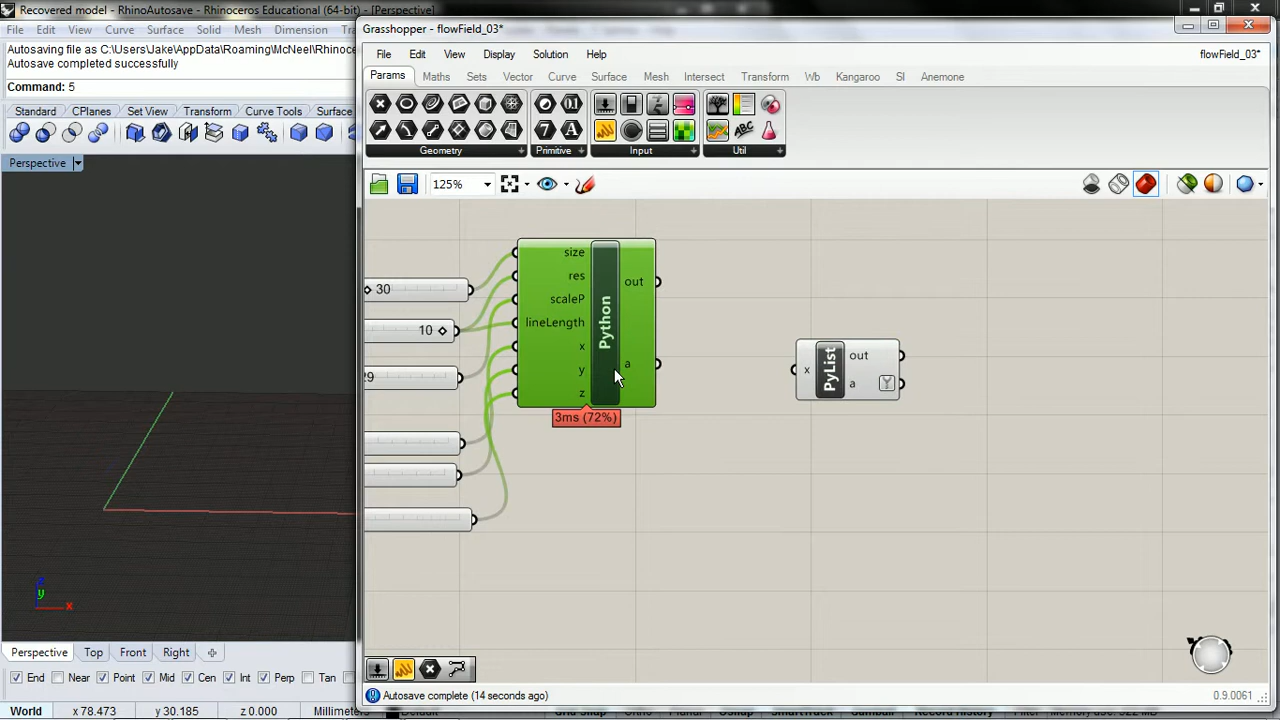 Recovered model - RhinoAutosave - Rhinoceros Educational (64-bit) - [Perspective]
File Edit View Curve Surface Solid Mesh Dimension
Autosaving file as C:\Users\Jake\AppData\Roaming\McNeel\Rhinoce
Autosave completed successfully
Command: 5
Standard CPlanes Set View Transform Curve Tools Surface
Perspective
z
y
x
Perspective Top Front Right
End Near Point Mid Cen Int Perp Tan
World x 78.473 y 30.185 z 0.000 Millimeters Default
Grasshopper - flowField_03*
File Edit View Display Solution Help flowField_03*
Params Maths Sets Vector Curve Surface Mesh Intersect Transform Wb Kangaroo SI Anemone
Geometry Primitive Input Util
125%
30
10
29
size
res
scaleP
lineLength
x
y
z
Python
out
a
3ms (72%)
x
PyList
out
a
Autosave complete (14 seconds ago) 0.9.0061